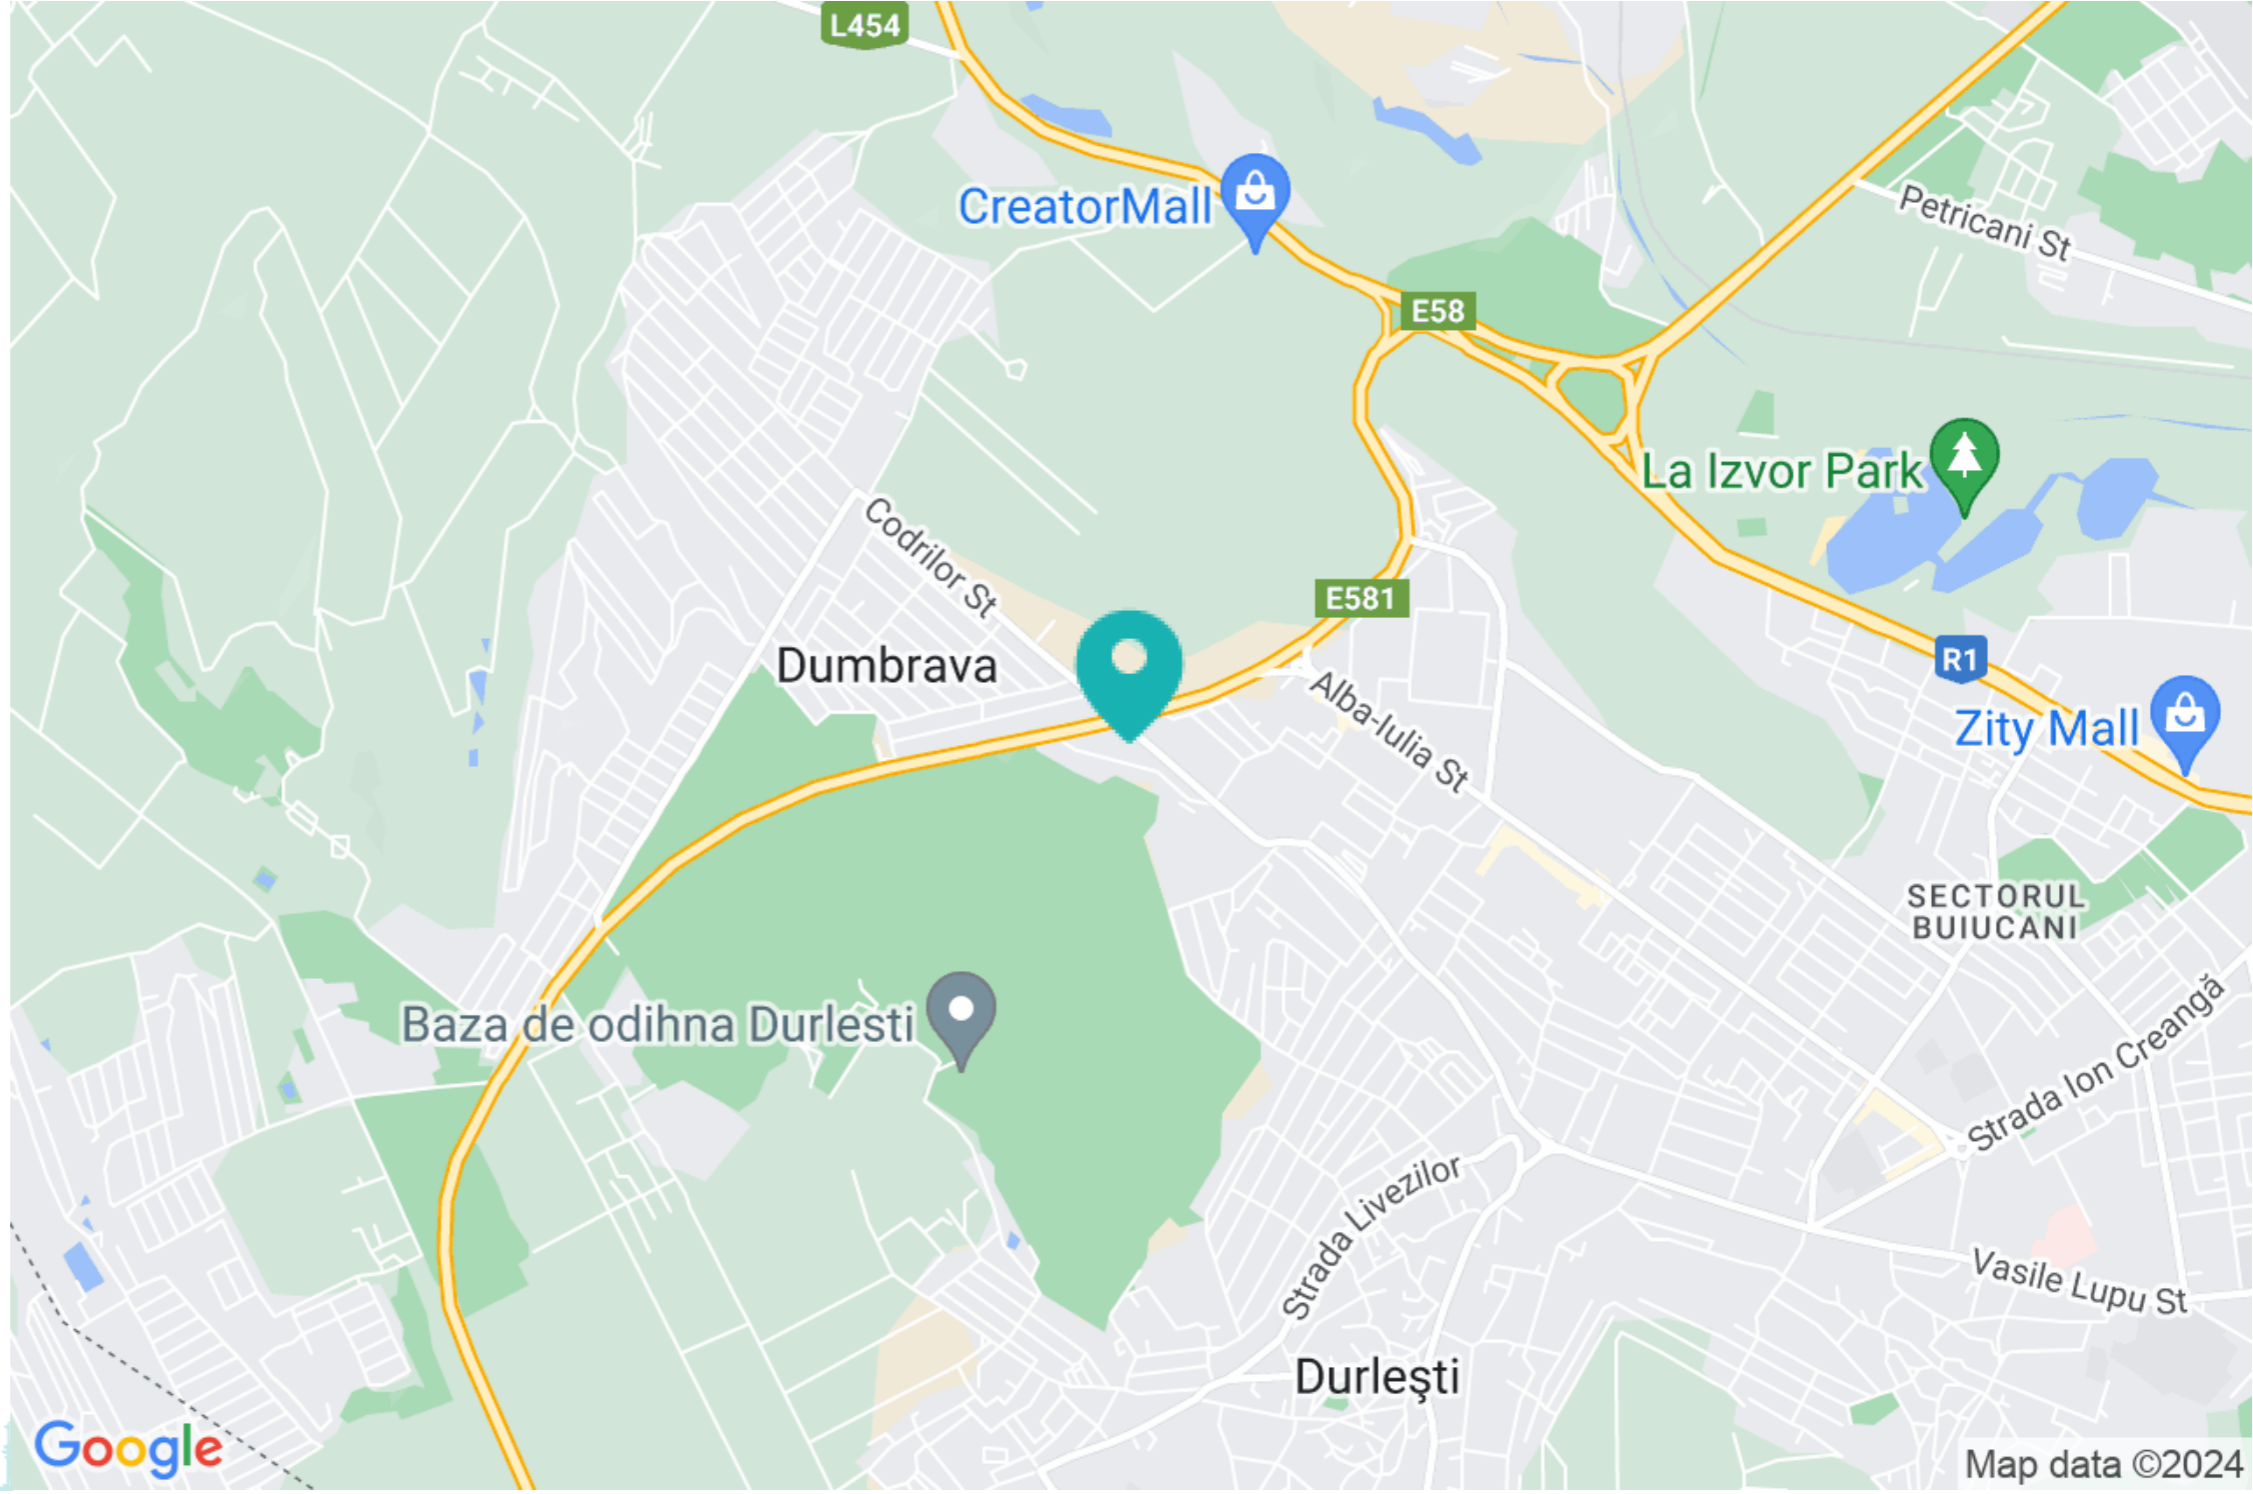 L454
CreatorMall
Petricani St
E58
La Izvor Park
Codrilor St
E581
Dumbrava
R1
Alba-Iulia St
Zity Mall
SECTORUL
BUIUCANI
Baza de odihna Durlesti
Strada Ion Creangă
Strada Livezilor
Vasile Lupu St
Durleşti
Google
Map data ©2024